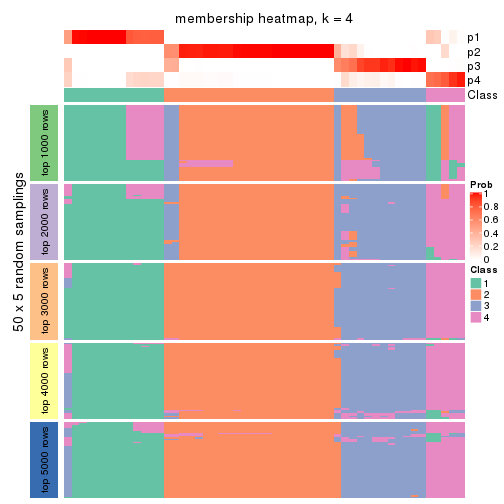 membership heatmap, k = 4
p1
p2
p3
p4
Class
50 x 5 random samplings
top 1000 rows
top 2000 rows
top 3000 rows
top 4000 rows
top 5000 rows
Prob
1
0.8
0.6
0.4
0.2
0
Class
1
2
3
4